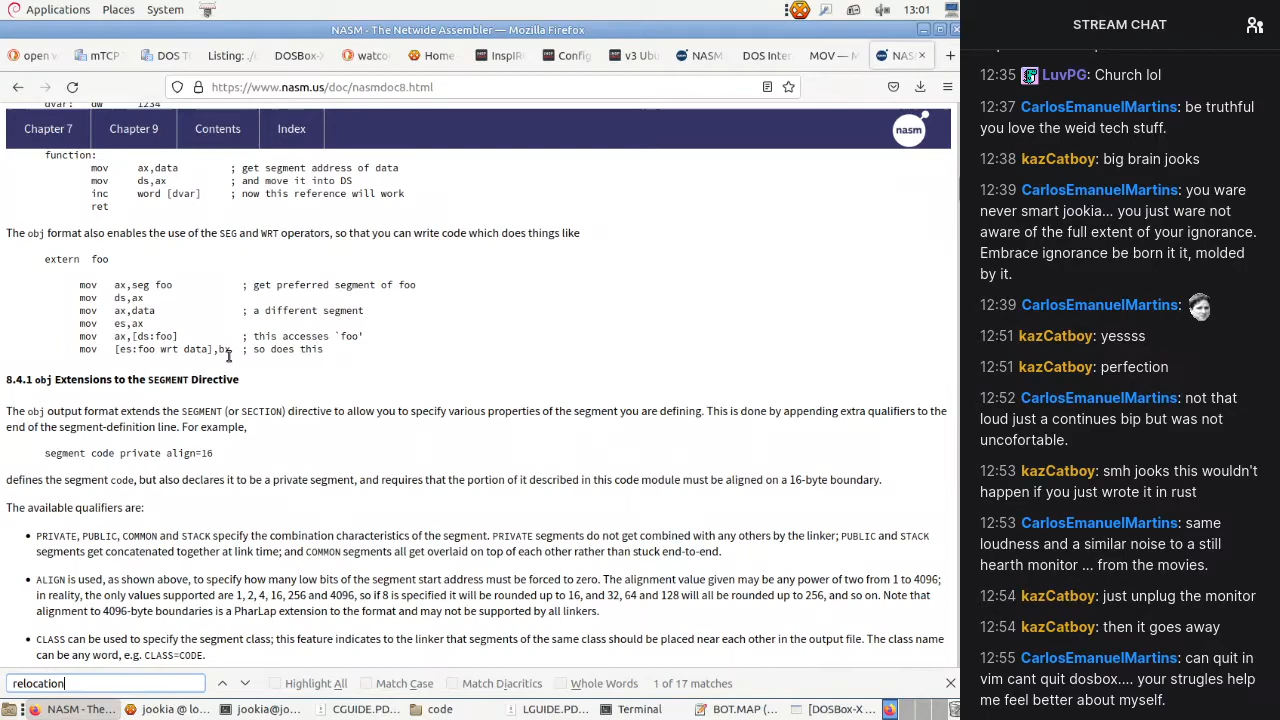 Applications Places System 13:01
NASM - The Netwide Assembler — Mozilla Firefox
open w mTCP DOS T Listing: ./ DOSBox-X watco Home InspIR Config v3 Ubu NASM DOS Inter MOV — M NAS
https://www.nasm.us/doc/nasmdoc8.html
dvar: dw 1234
Chapter 7 Chapter 9 Contents Index nasm
function:
mov ax,data ; get segment address of data
mov ds,ax ; and move it into DS
inc word [dvar] ; now this reference will work
ret
The obj format also enables the use of the SEG and WRT operators, so that you can write code which does things like
extern foo
mov ax,seg foo ; get preferred segment of foo
mov ds,ax
mov ax,data ; a different segment
mov es,ax
mov ax,[ds:foo] ; this accesses `foo'
mov [es:foo wrt data],bx ; so does this
8.4.1 obj Extensions to the SEGMENT Directive
The obj output format extends the SEGMENT (or SECTION) directive to allow you to specify various properties of the segment you are defining. This is done by appending extra qualifiers to the
end of the segment-definition line. For example,
segment code private align=16
defines the segment code, but also declares it to be a private segment, and requires that the portion of it described in this code module must be aligned on a 16-byte boundary.
The available qualifiers are:
• PRIVATE, PUBLIC, COMMON and STACK specify the combination characteristics of the segment. PRIVATE segments do not get combined with any others by the linker; PUBLIC and STACK
segments get concatenated together at link time; and COMMON segments all get overlaid on top of each other rather than stuck end-to-end.
• ALIGN is used, as shown above, to specify how many low bits of the segment start address must be forced to zero. The alignment value given may be any power of two from 1 to 4096;
in reality, the only values supported are 1, 2, 4, 16, 256 and 4096, so if 8 is specified it will be rounded up to 16, and 32, 64 and 128 will all be rounded up to 256, and so on. Note that
alignment to 4096-byte boundaries is a PharLap extension to the format and may not be supported by all linkers.
• CLASS can be used to specify the segment class; this feature indicates to the linker that segments of the same class should be placed near each other in the output file. The class name
can be any word, e.g. CLASS=CODE.
relocation Highlight All Match Case Match Diacritics Whole Words 1 of 17 matches
NASM - The... jookia @ lo... jookia@jo... CGUIDE.PD... code LGUIDE.PD... Terminal BOT.MAP (... [DOSBox-X ...
STREAM CHAT
12:35 LuvPG: Church lol
12:37 CarlosEmanuelMartins: be truthful
you love the weid tech stuff.
12:38 kazCatboy: big brain jooks
12:39 CarlosEmanuelMartins: you ware
never smart jookia... you just ware not
aware of the full extent of your ignorance.
Embrace ignorance be born it it, molded
by it.
12:39 CarlosEmanuelMartins:
12:51 kazCatboy: yessss
12:51 kazCatboy: perfection
12:52 CarlosEmanuelMartins: not that
loud just a continues bip but was not
uncofortable.
12:53 kazCatboy: smh jooks this wouldn't
happen if you just wrote it in rust
12:53 CarlosEmanuelMartins: same
loudness and a similar noise to a still
hearth monitor ... from the movies.
12:54 kazCatboy: just unplug the monitor
12:54 kazCatboy: then it goes away
12:55 CarlosEmanuelMartins: can quit in
vim cant quit dosbox.... your strugles help
me feel better about myself.